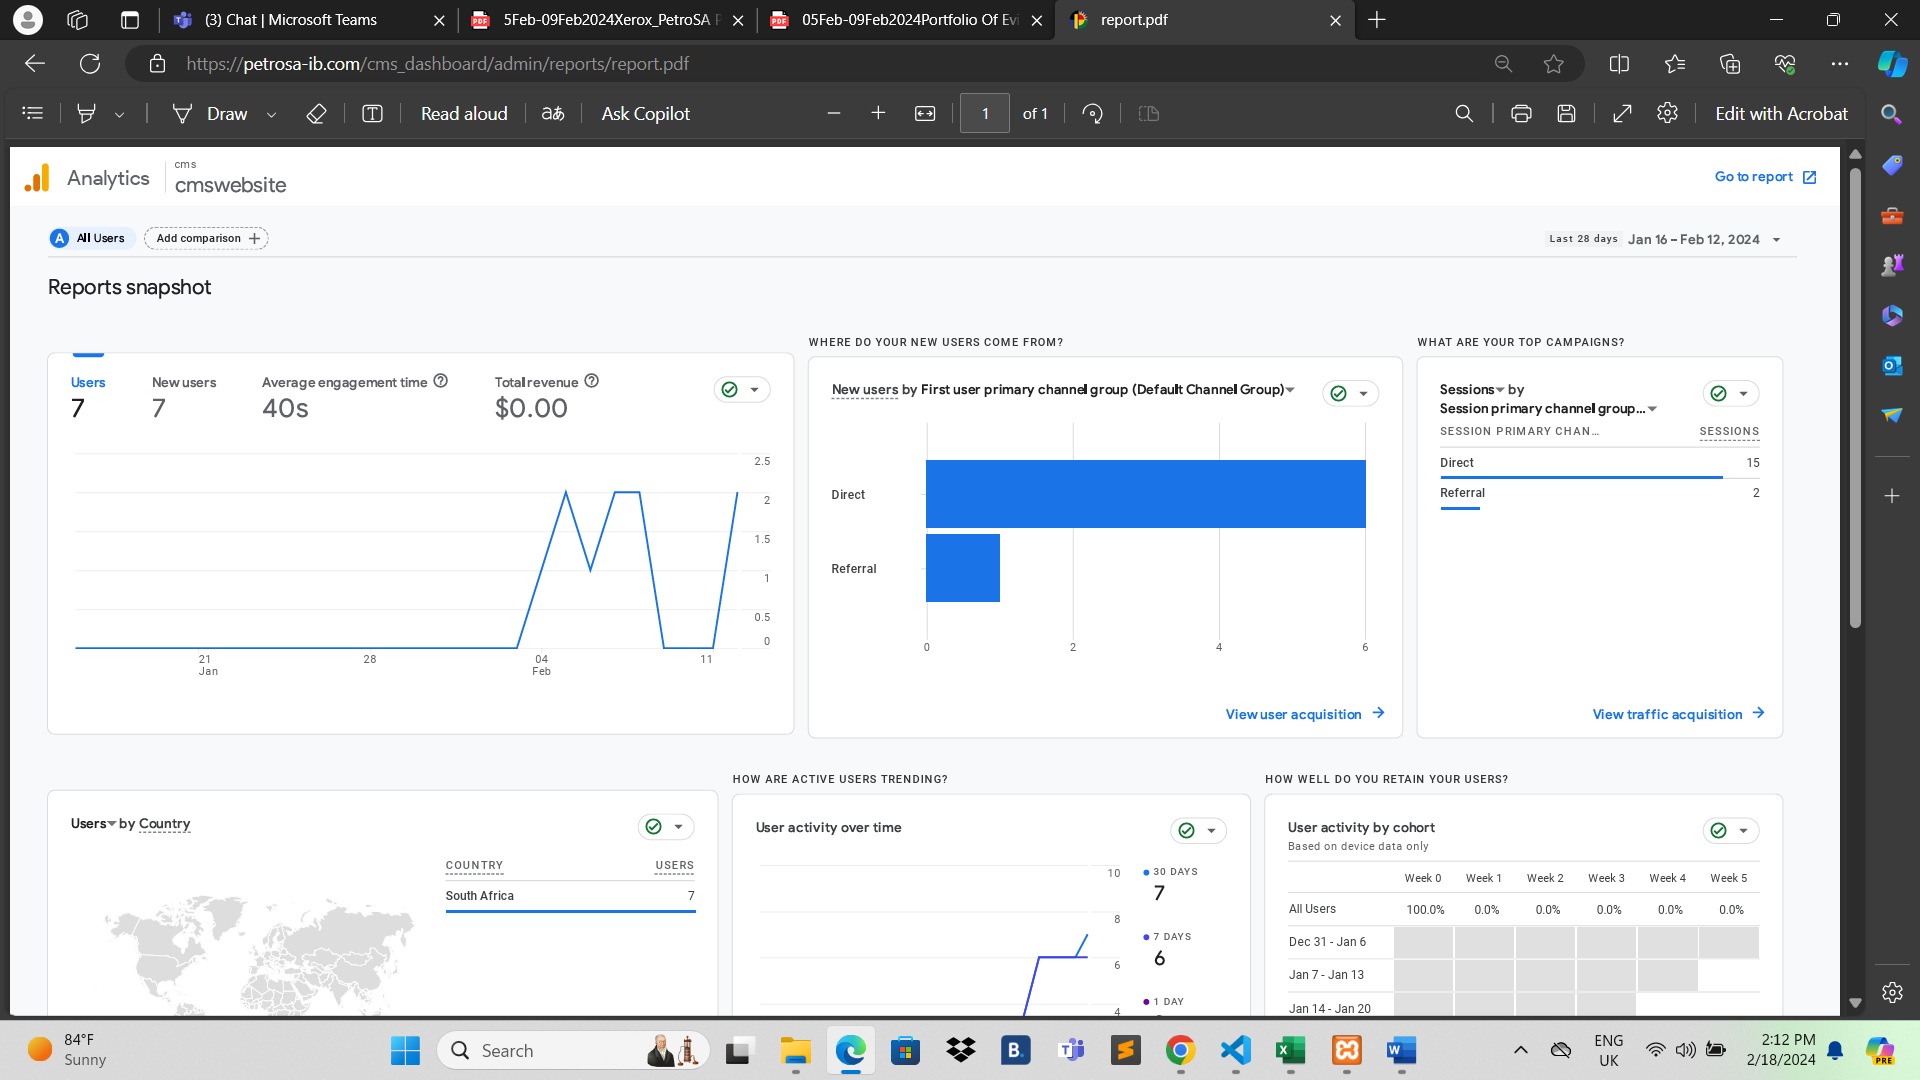 (3) Chat | Microsoft Teams
5Feb-09Feb2024Xerox_PetroSA P
05Feb-09Feb2024Portfolio Of Evi
report.pdf
https://petrosa-ib.com/cms_dashboard/admin/reports/report.pdf
Draw
Read aloud
aあ
Ask Copilot
1
of 1
Edit with Acrobat
Analytics
cms
cmswebsite
Go to report
A All Users
Add comparison +
Last 28 days Jan 16 – Feb 12, 2024
Reports snapshot
Users
7
New users
7
Average engagement time
40s
Total revenue
$0.00
2.5
2
1.5
1
0.5
0
21
Jan
28
04
Feb
11
WHERE DO YOUR NEW USERS COME FROM?
New users by First user primary channel group (Default Channel Group)
Direct
Referral
0 2 4 6
View user acquisition
WHAT ARE YOUR TOP CAMPAIGNS?
Sessions by
Session primary channel group...
SESSION PRIMARY CHAN... SESSIONS
Direct 15
Referral 2
View traffic acquisition
Users by Country
COUNTRY USERS
South Africa 7
HOW ARE ACTIVE USERS TRENDING?
User activity over time
10
8
6
4
30 DAYS
7
7 DAYS
6
1 DAY
HOW WELL DO YOU RETAIN YOUR USERS?
User activity by cohort
Based on device data only
Week 0 Week 1 Week 2 Week 3 Week 4 Week 5
All Users 100.0% 0.0% 0.0% 0.0% 0.0% 0.0%
Dec 31 - Jan 6
Jan 7 - Jan 13
Jan 14 - Jan 20
84°F
Sunny
Search
B.
ENG
UK
2:12 PM
2/18/2024
PRE